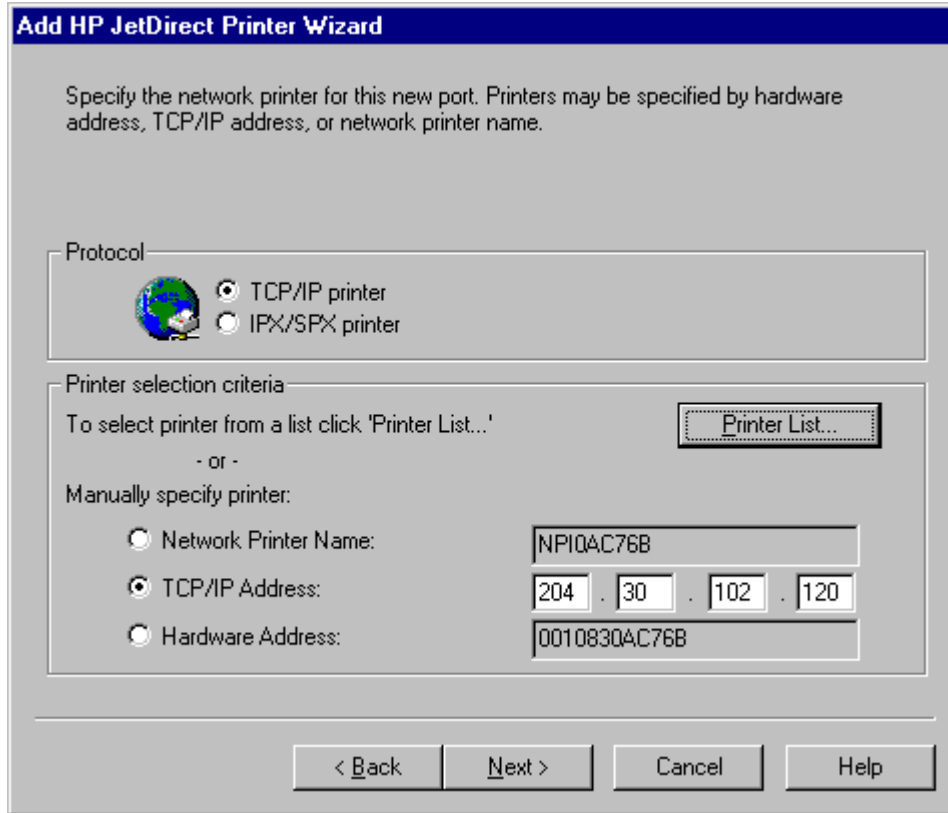 Add HP JetDirect Printer Wizard
Specify the network printer for this new port. Printers may be specified by hardware
address, TCP/IP address, or network printer name.
Protocol
TCP/IP printer
IPX/SPX printer
Printer selection criteria
To select printer from a list click 'Printer List...' Printer List...
- or -
Manually specify printer:
Network Printer Name: NPI0AC76B
TCP/IP Address: 204 . 30 . 102 . 120
Hardware Address: 0010830AC76B
< Back Next > Cancel Help